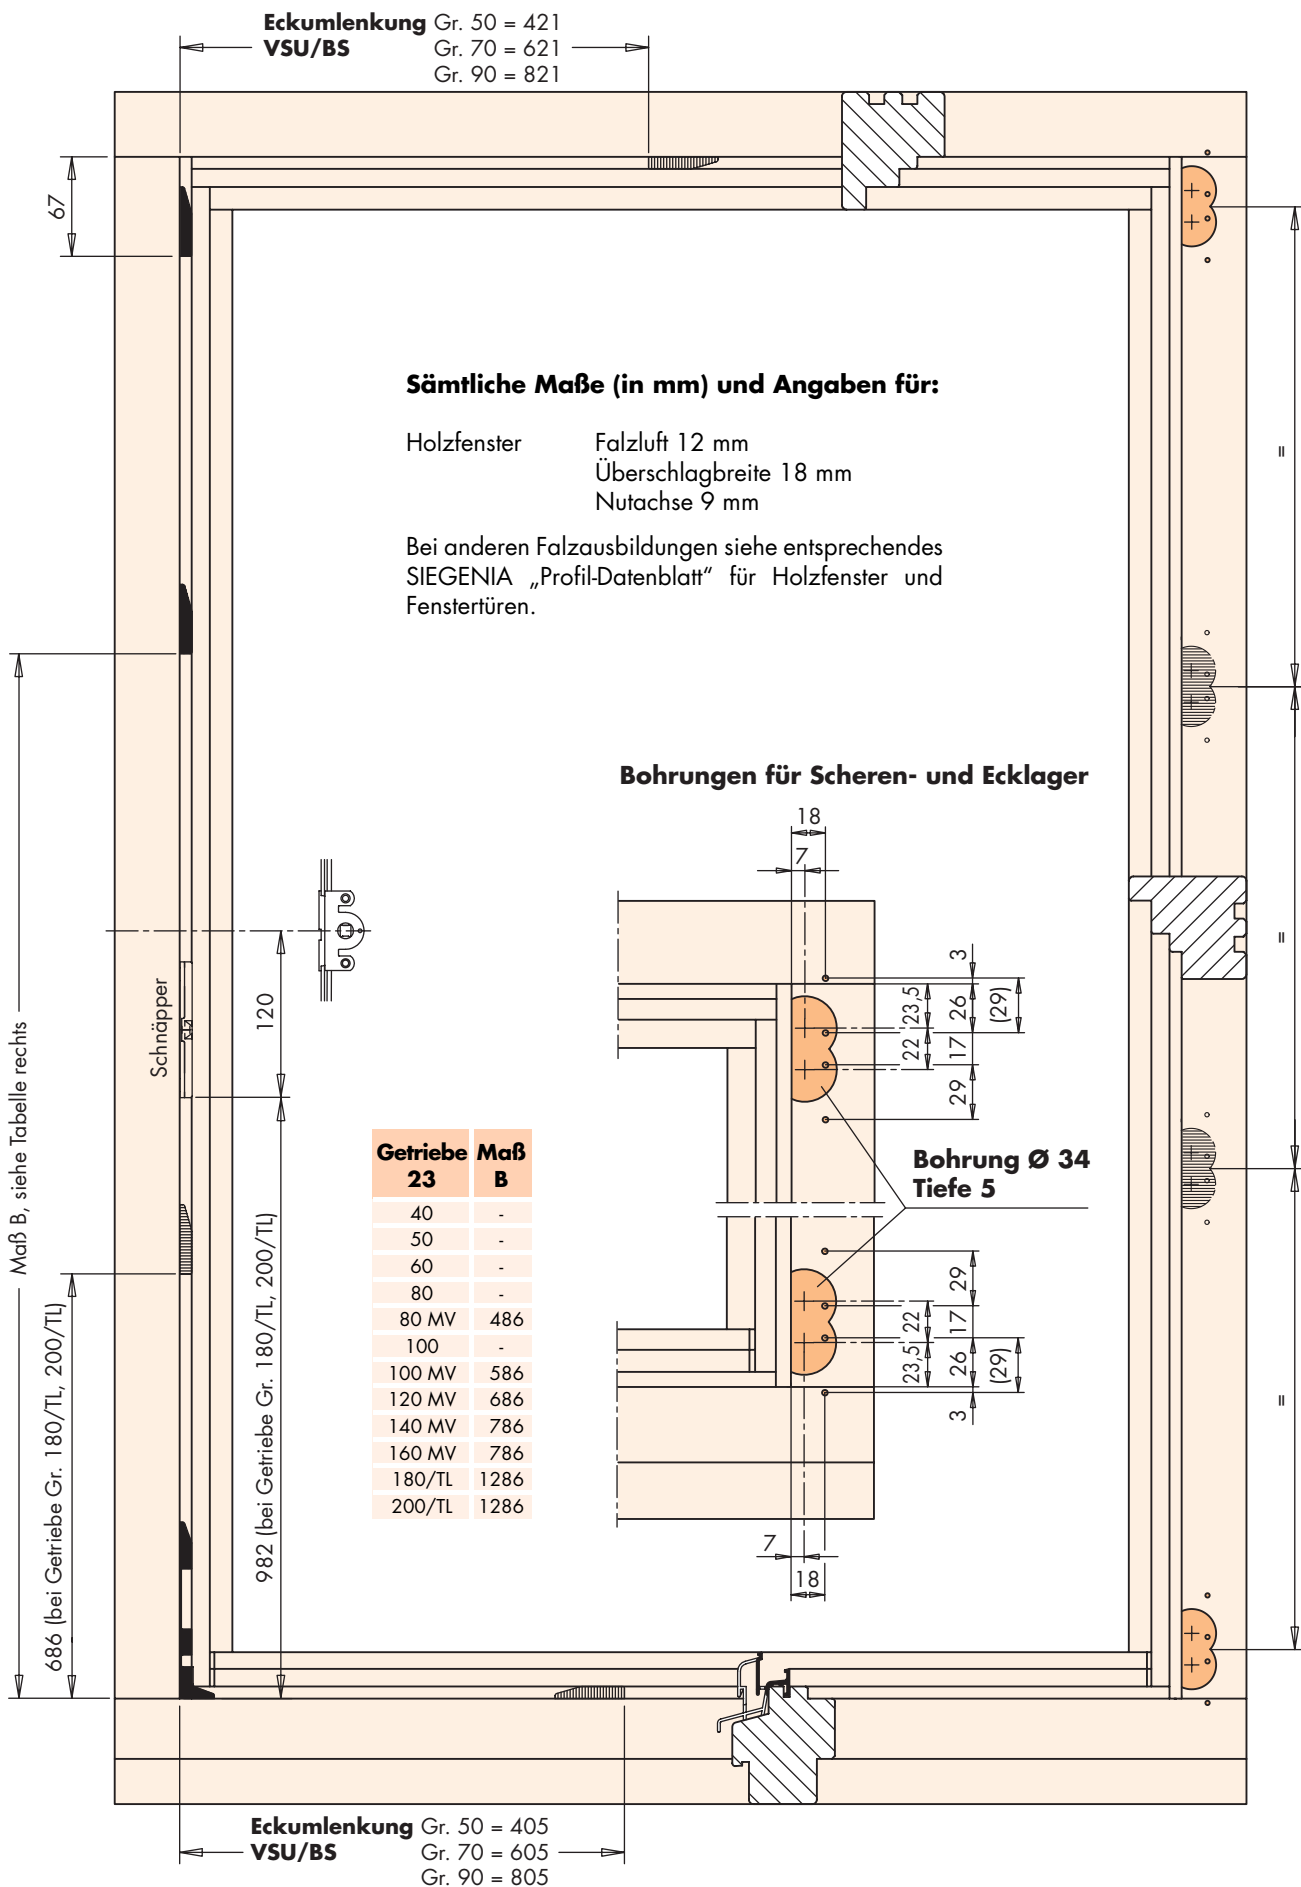 Eckumlenkung Gr. 50 = 421
VSU/BS Gr. 70 = 621
Gr. 90 = 821
67
Sämtliche Maße (in mm) und Angaben für:
Holzfenster Falzluft 12 mm
Überschlagbreite 18 mm
Nutachse 9 mm
Bei anderen Falzausbildungen siehe entsprechendes
SIEGENIA „Profil-Datenblatt“ für Holzfenster und
Fenstertüren.
=
=
=
Bohrungen für Scheren- und Ecklager
18
7
3
23,5
26
(29)
22
17
29
Bohrung Ø 34
Tiefe 5
29
22
17
23,5
26
(29)
3
7
18
Schnäpper
120
Maß B, siehe Tabelle rechts
686 (bei Getriebe Gr. 180/TL, 200/TL)
982 (bei Getriebe Gr. 180/TL, 200/TL)
Getriebe Maß
23 B
40 -
50 -
60 -
80 -
80 MV 486
100 -
100 MV 586
120 MV 686
140 MV 786
160 MV 786
180/TL 1286
200/TL 1286
Eckumlenkung Gr. 50 = 405
VSU/BS Gr. 70 = 605
Gr. 90 = 805